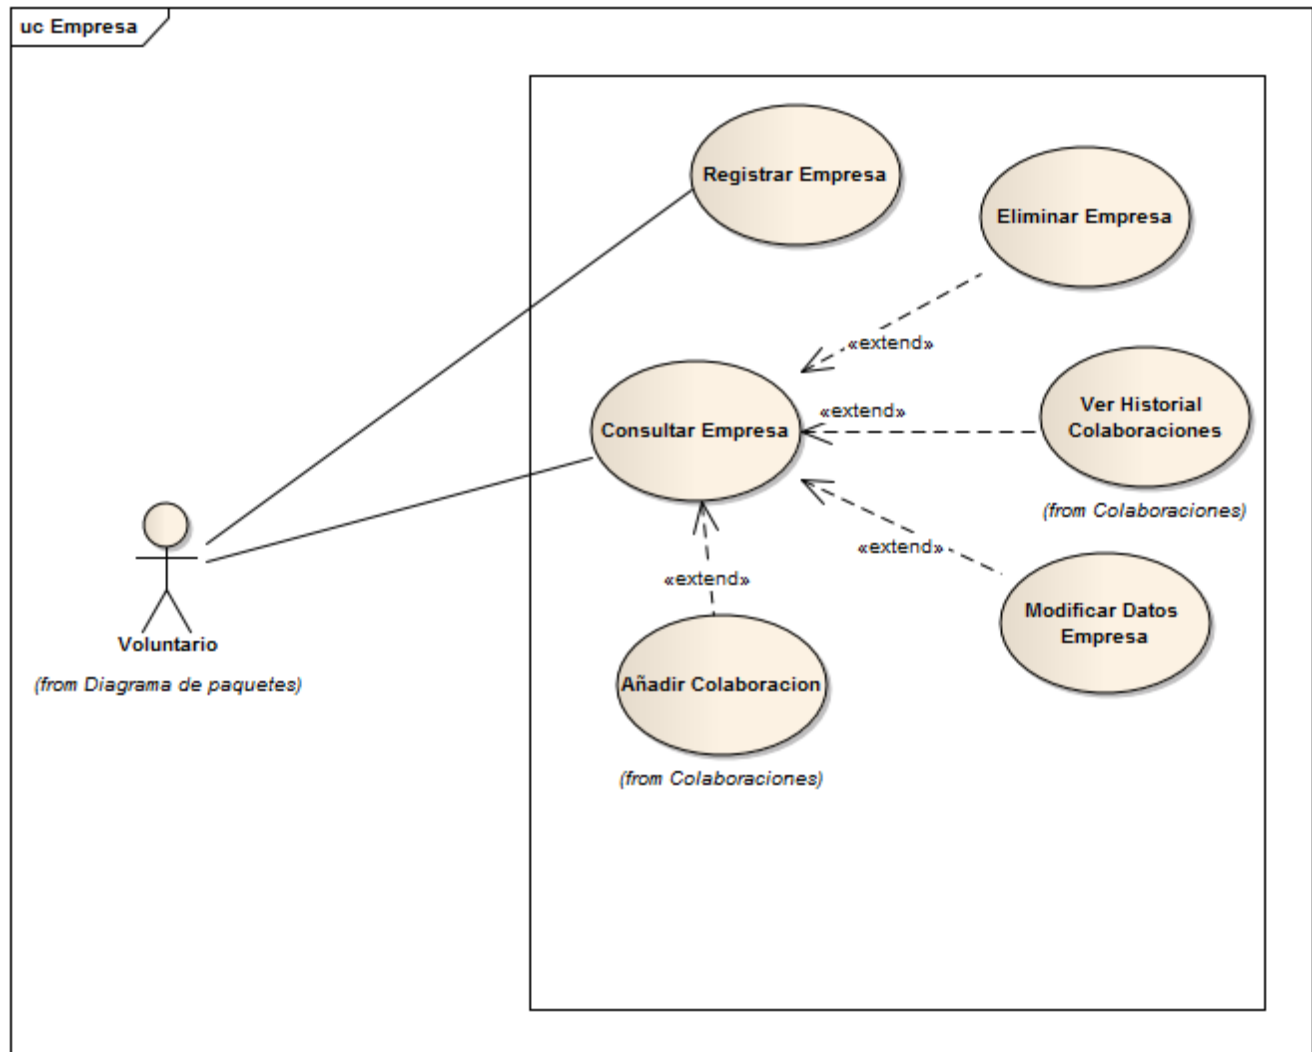 uc Empresa
Registrar Empresa
Eliminar Empresa
«extend»
Ver Historial
Colaboraciones
«extend»
Consultar Empresa
(from Colaboraciones)
«extend»
«extend»
Modificar Datos
Empresa
Voluntario
(from Diagrama de paquetes)
Añadir Colaboracion
(from Colaboraciones)